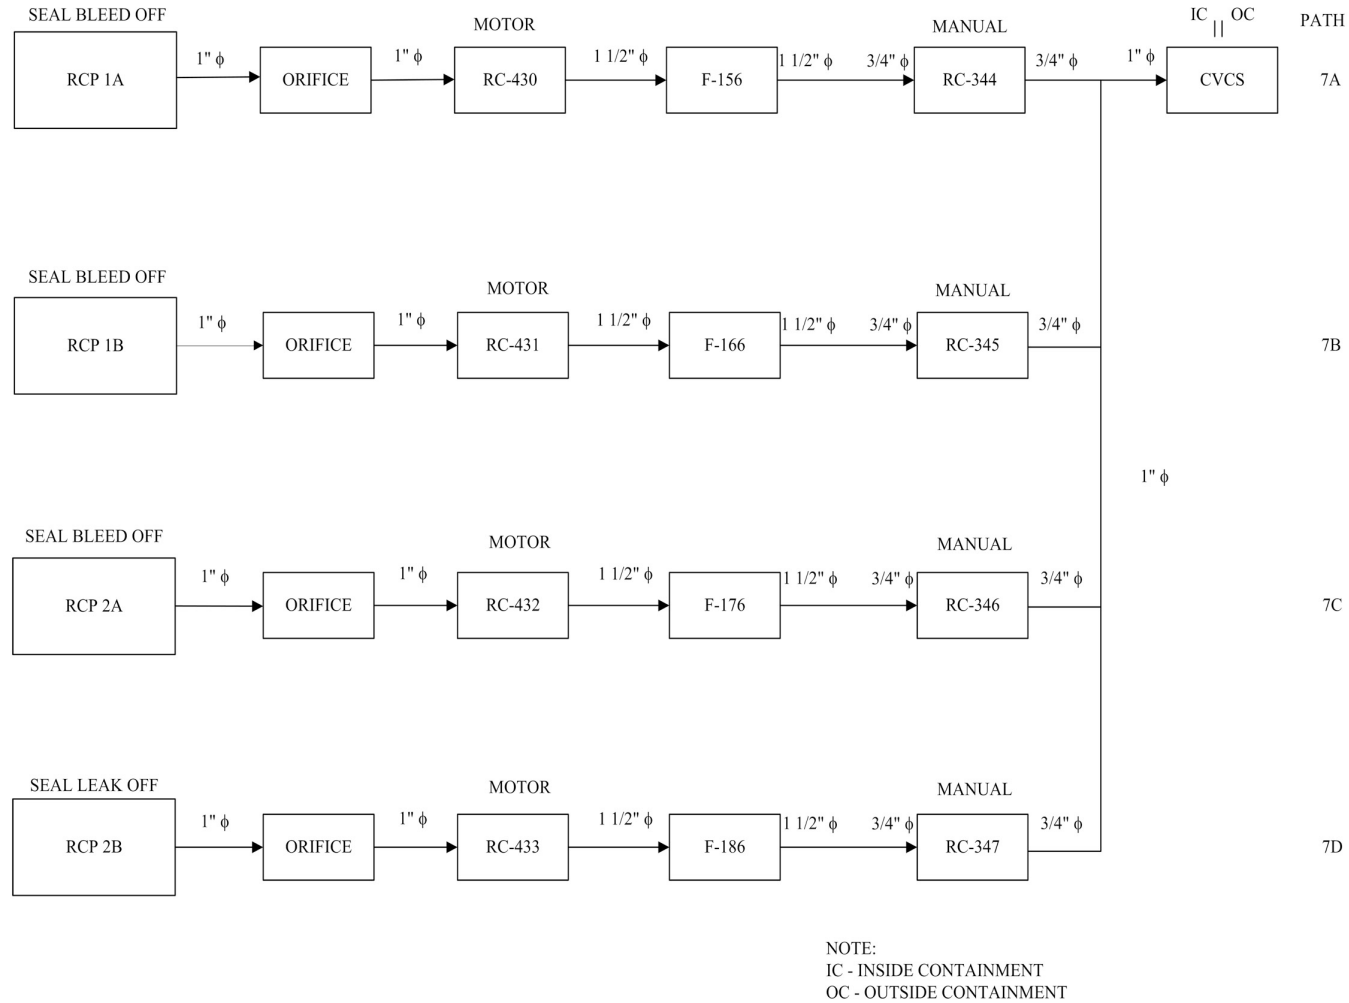 SEAL BLEED OFF
MOTOR
MANUAL
IC || OC
PATH
RCP 1A
1" ϕ
ORIFICE
1" ϕ
RC-430
1 1/2" ϕ
F-156
1 1/2" ϕ
3/4" ϕ
RC-344
3/4" ϕ
1" ϕ
CVCS
7A
SEAL BLEED OFF
MOTOR
MANUAL
RCP 1B
1" ϕ
ORIFICE
1" ϕ
RC-431
1 1/2" ϕ
F-166
1 1/2" ϕ
3/4" ϕ
RC-345
3/4" ϕ
7B
1" ϕ
SEAL BLEED OFF
MOTOR
MANUAL
RCP 2A
1" ϕ
ORIFICE
1" ϕ
RC-432
1 1/2" ϕ
F-176
1 1/2" ϕ
3/4" ϕ
RC-346
3/4" ϕ
7C
SEAL LEAK OFF
MOTOR
MANUAL
RCP 2B
1" ϕ
ORIFICE
1" ϕ
RC-433
1 1/2" ϕ
F-186
1 1/2" ϕ
3/4" ϕ
RC-347
3/4" ϕ
7D
NOTE:
IC - INSIDE CONTAINMENT
OC - OUTSIDE CONTAINMENT